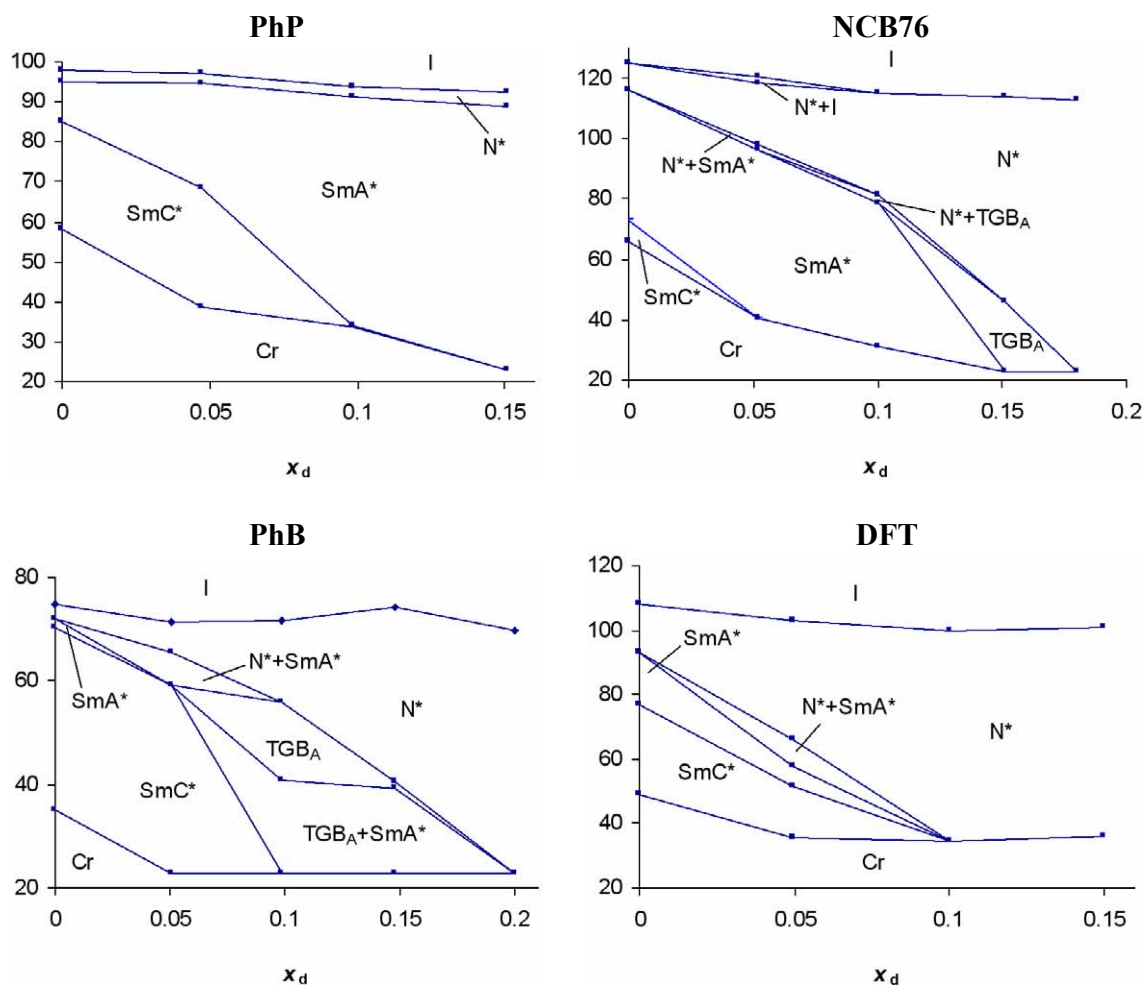 PhP
100
90
80
70
60
50
40
30
20
0
0.05
0.1
0.15
I
N*
SmA*
SmC*
Cr
x d
NCB76
120
100
80
60
40
20
0
0.05
0.1
0.15
0.2
I
N*+I
N*
N*+SmA*
N*+TGBA
SmA*
SmC*
TGBA
Cr
x d
PhB
80
60
40
20
0
0.05
0.1
0.15
0.2
I
N*+SmA*
SmA*
N*
TGBA
SmC*
TGBA+SmA*
Cr
x d
DFT
120
100
80
60
40
20
0
0.05
0.1
0.15
I
SmA*
N*+SmA*
N*
SmC*
Cr
x d